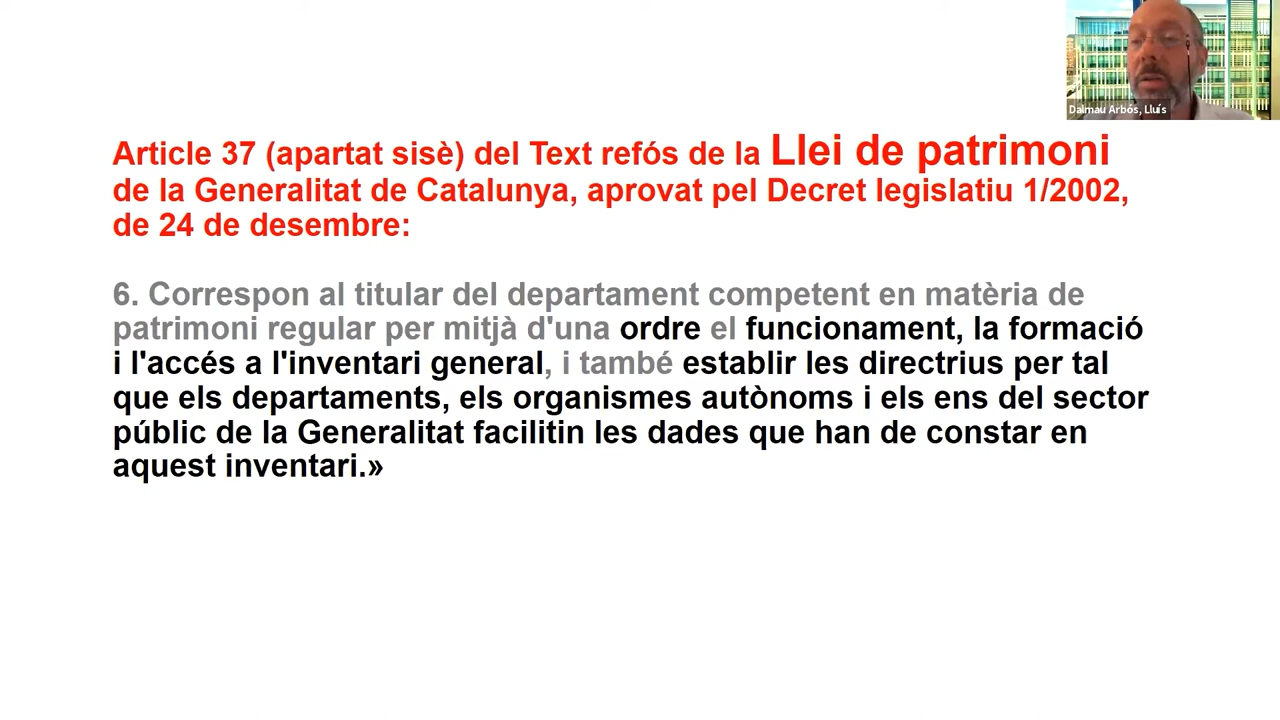 Dalmau Arbós, Lluís
Article 37 (apartat sisè) del Text refós de la Llei de patrimoni
de la Generalitat de Catalunya, aprovat pel Decret legislatiu 1/2002,
de 24 de desembre:
6. Correspon al titular del departament competent en matèria de
patrimoni regular per mitjà d'una ordre el funcionament, la formació
i l'accés a l'inventari general, i també establir les directrius per tal
que els departaments, els organismes autònoms i els ens del sector
públic de la Generalitat facilitin les dades que han de constar en
aquest inventari.»